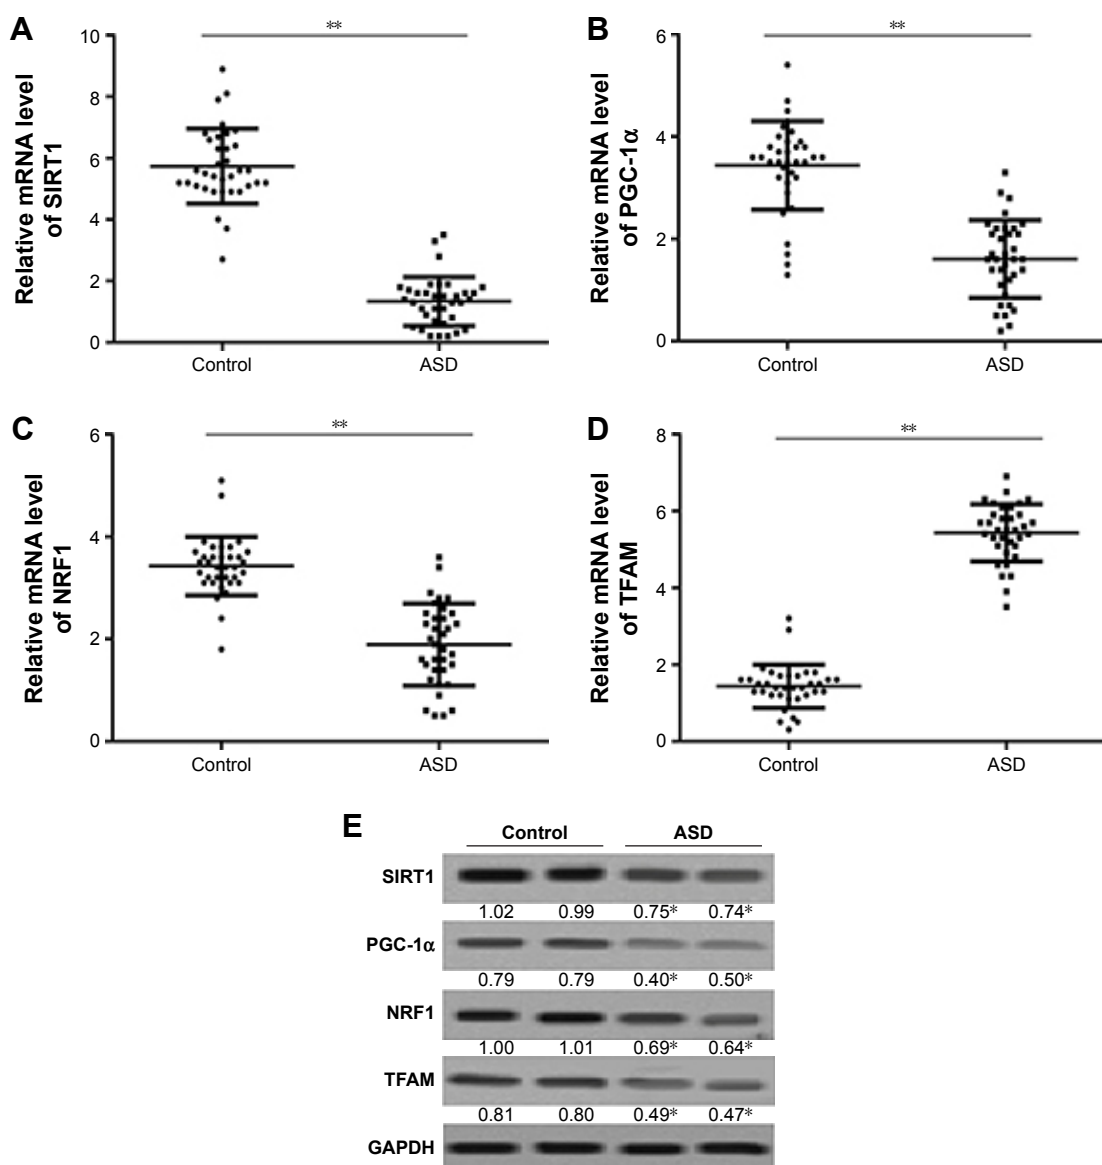 A
Relative mRNA level
of SIRT1
10
8
6
4
2
0
**
Control
ASD
B
Relative mRNA level
of PGC-1α
6
4
2
0
**
Control
ASD
C
Relative mRNA level
of NRF1
6
4
2
0
**
Control
ASD
D
Relative mRNA level
of TFAM
8
6
4
2
0
**
Control
ASD
E
Control ASD
SIRT1
1.02 0.99 0.75* 0.74*
PGC-1α
0.79 0.79 0.40* 0.50*
NRF1
1.00 1.01 0.69* 0.64*
TFAM
0.81 0.80 0.49* 0.47*
GAPDH